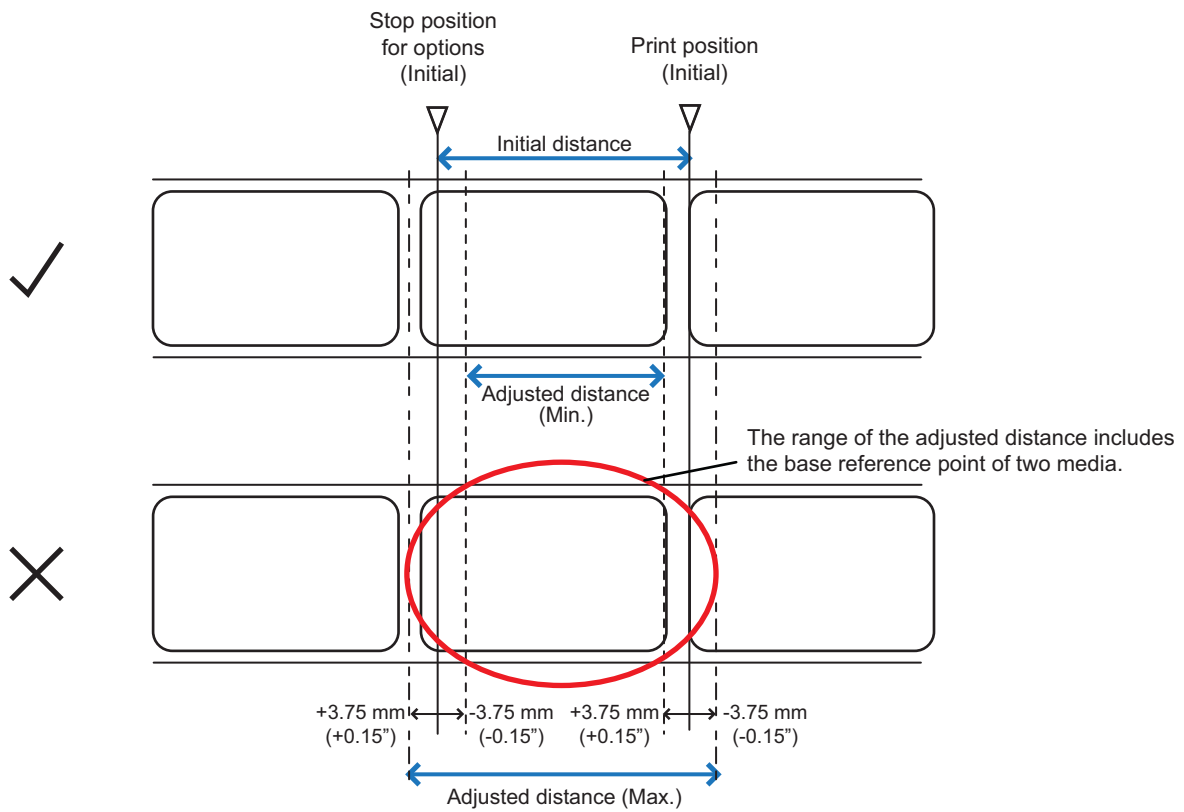 Stop position
for options
(Initial)
Print position
(Initial)
Initial distance
Adjusted distance
(Min.)
The range of the adjusted distance includes
the base reference point of two media.
+3.75 mm
(+0.15”)
-3.75 mm
(-0.15”)
+3.75 mm
(+0.15”)
-3.75 mm
(-0.15”)
Adjusted distance (Max.)